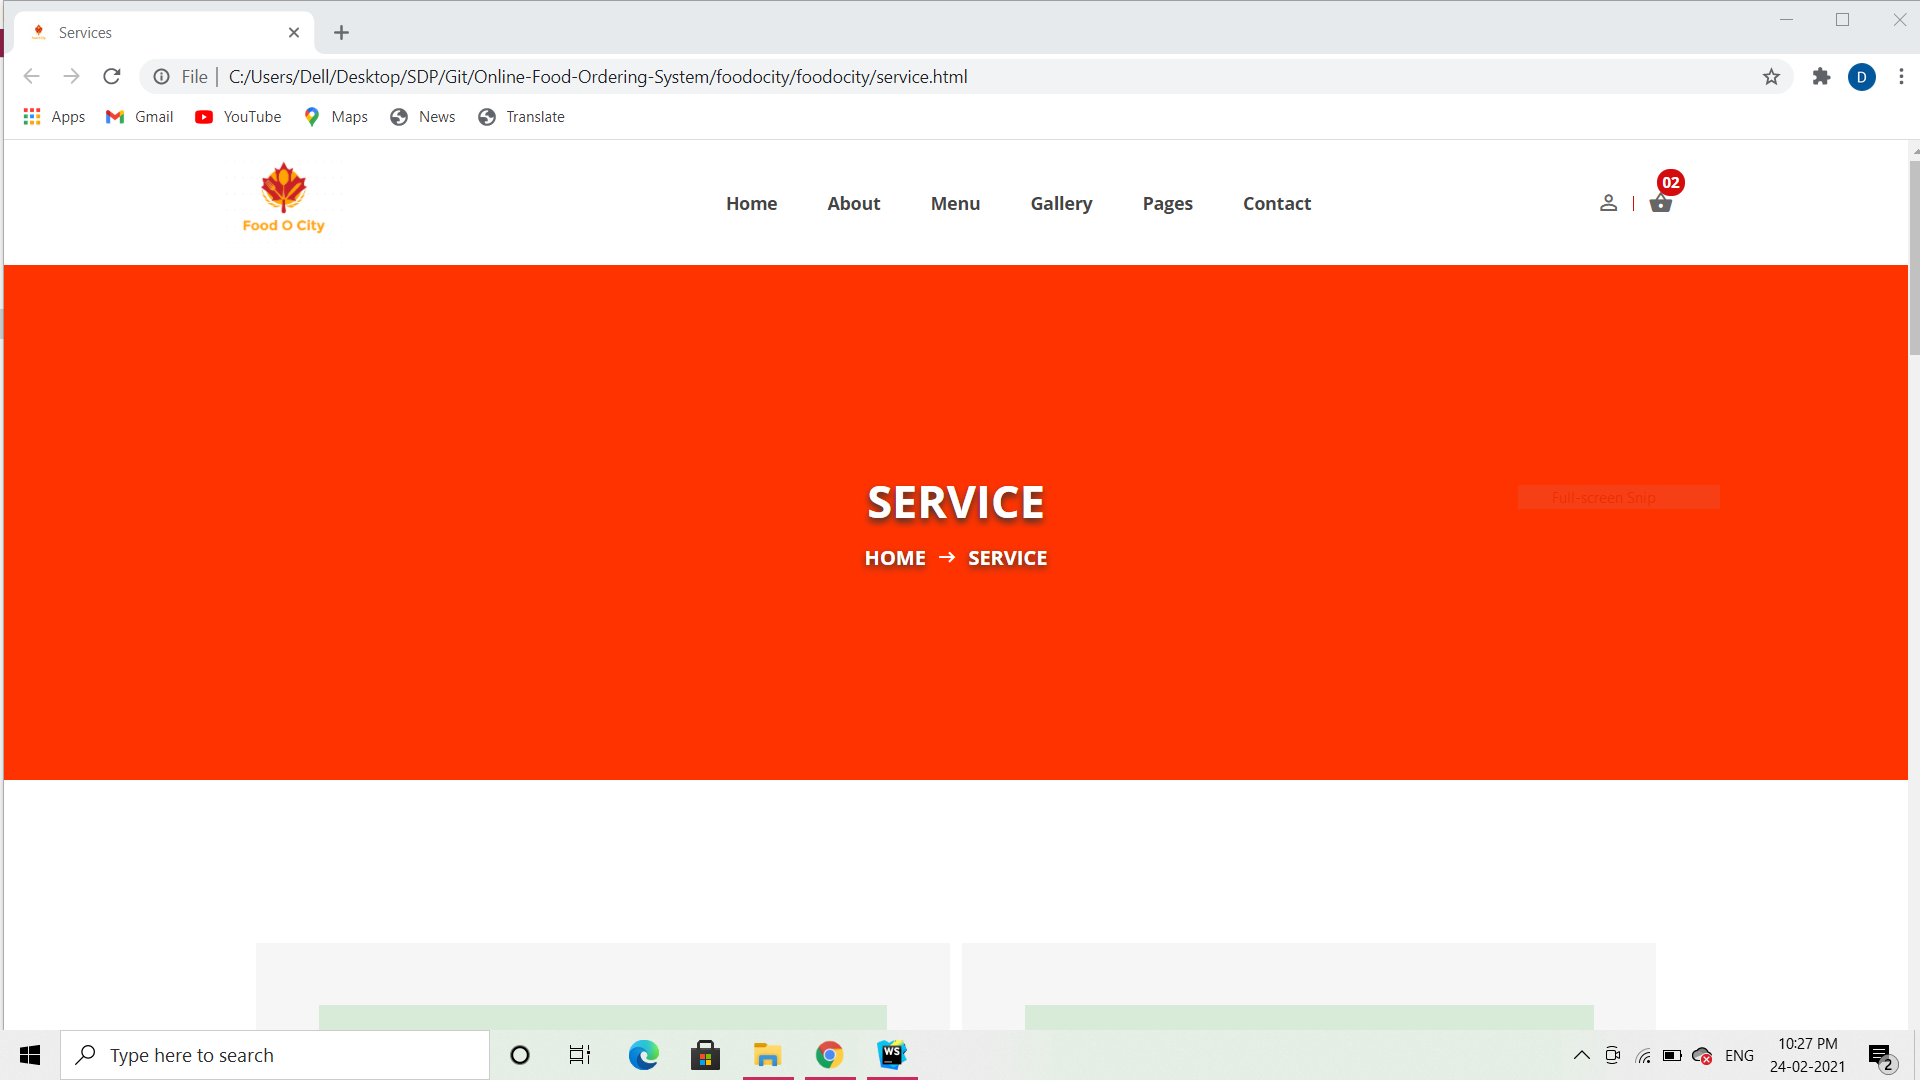 Services
File | C:/Users/Dell/Desktop/SDP/Git/Online-Food-Ordering-System/foodocity/foodocity/service.html
D
Apps Gmail YouTube Maps News Translate
Food O City
Home About Menu Gallery Pages Contact
02
SERVICE
Full-screen Snip
HOME → SERVICE
Type here to search
WS
ENG
10:27 PM
24-02-2021
2